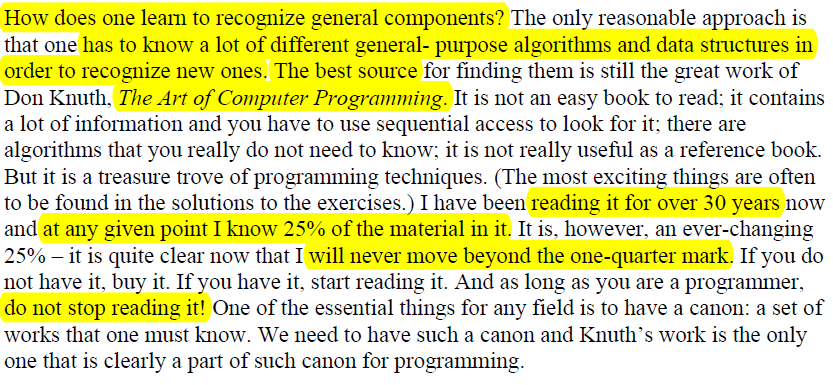 How does one learn to recognize general components? The only reasonable approach is
that one has to know a lot of different general- purpose algorithms and data structures in
order to recognize new ones. The best source for finding them is still the great work of
Don Knuth, The Art of Computer Programming. It is not an easy book to read; it contains
a lot of information and you have to use sequential access to look for it; there are
algorithms that you really do not need to know; it is not really useful as a reference book.
But it is a treasure trove of programming techniques. (The most exciting things are often
to be found in the solutions to the exercises.) I have been reading it for over 30 years now
and at any given point I know 25% of the material in it. It is, however, an ever-changing
25% – it is quite clear now that I will never move beyond the one-quarter mark. If you do
not have it, buy it. If you have it, start reading it. And as long as you are a programmer,
do not stop reading it! One of the essential things for any field is to have a canon: a set of
works that one must know. We need to have such a canon and Knuth’s work is the only
one that is clearly a part of such canon for programming.